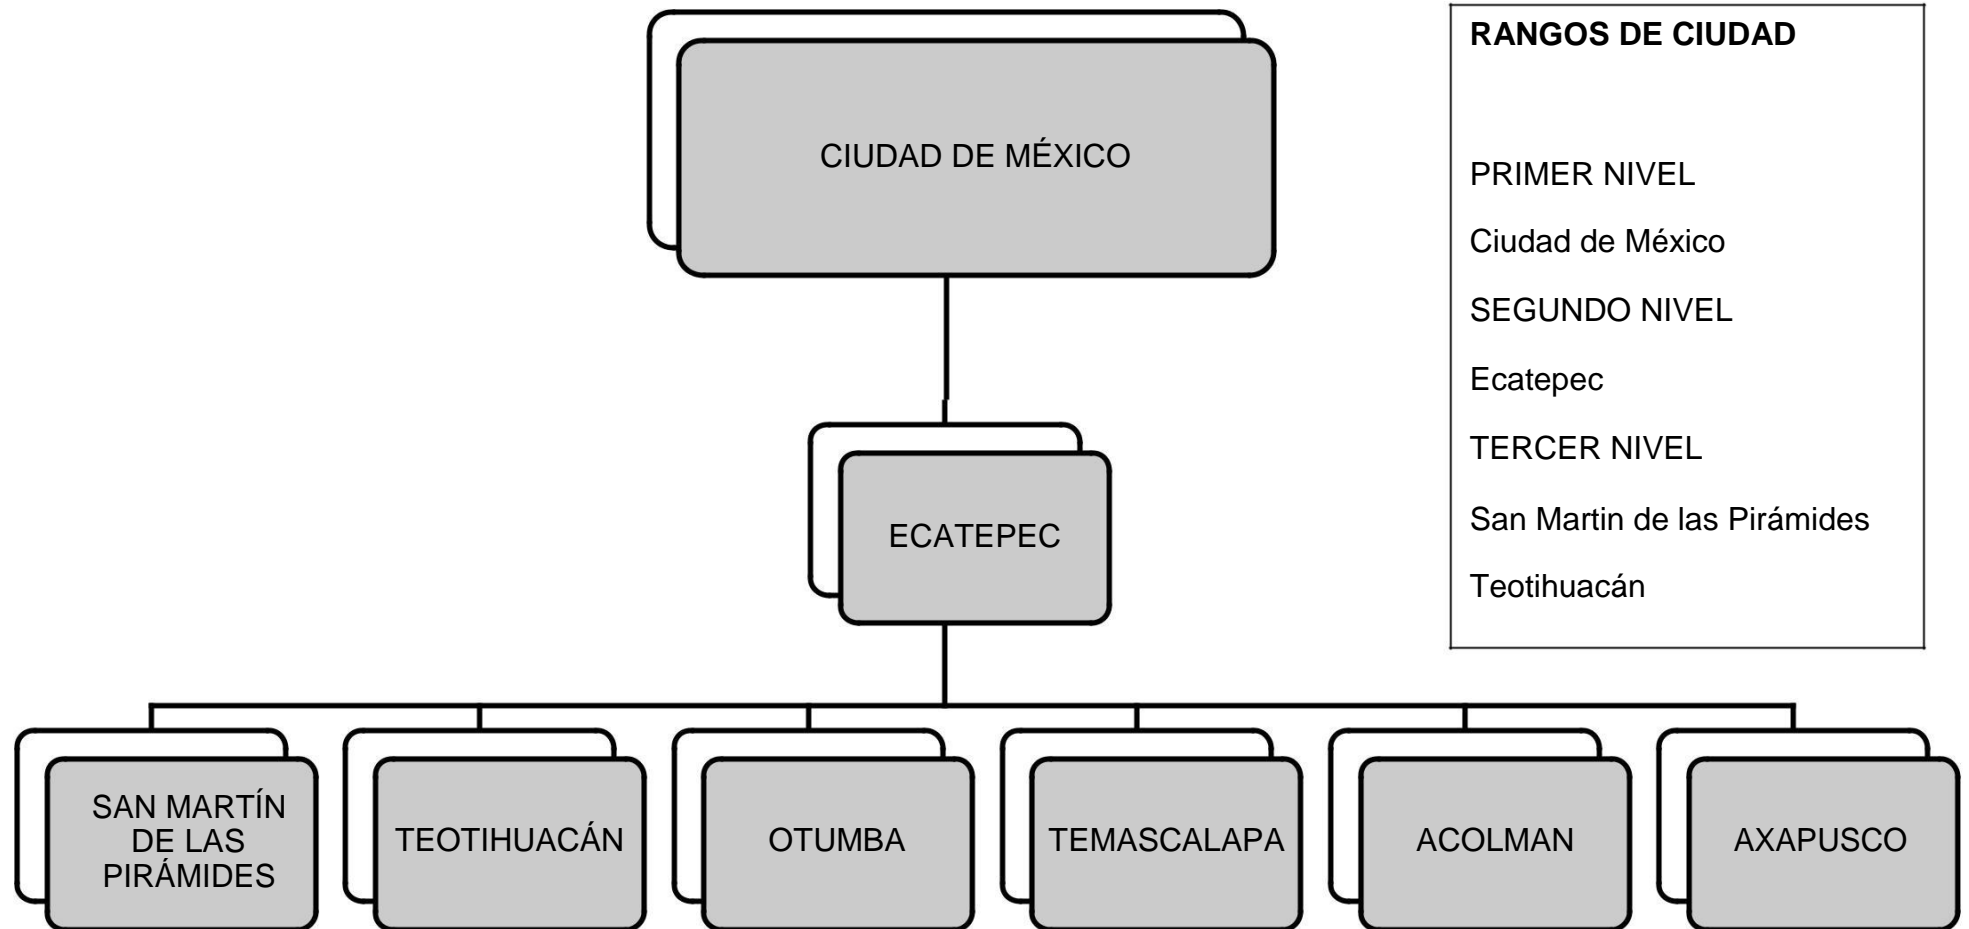 CIUDAD DE MÉXICO
RANGOS DE CIUDAD
PRIMER NIVEL
Ciudad de México
SEGUNDO NIVEL
Ecatepec
TERCER NIVEL
San Martin de las Pirámides
Teotihuacán
ECATEPEC
SAN MARTÍN
DE LAS
PIRÁMIDES
TEOTIHUACÁN
OTUMBA
TEMASCALAPA
ACOLMAN
AXAPUSCO